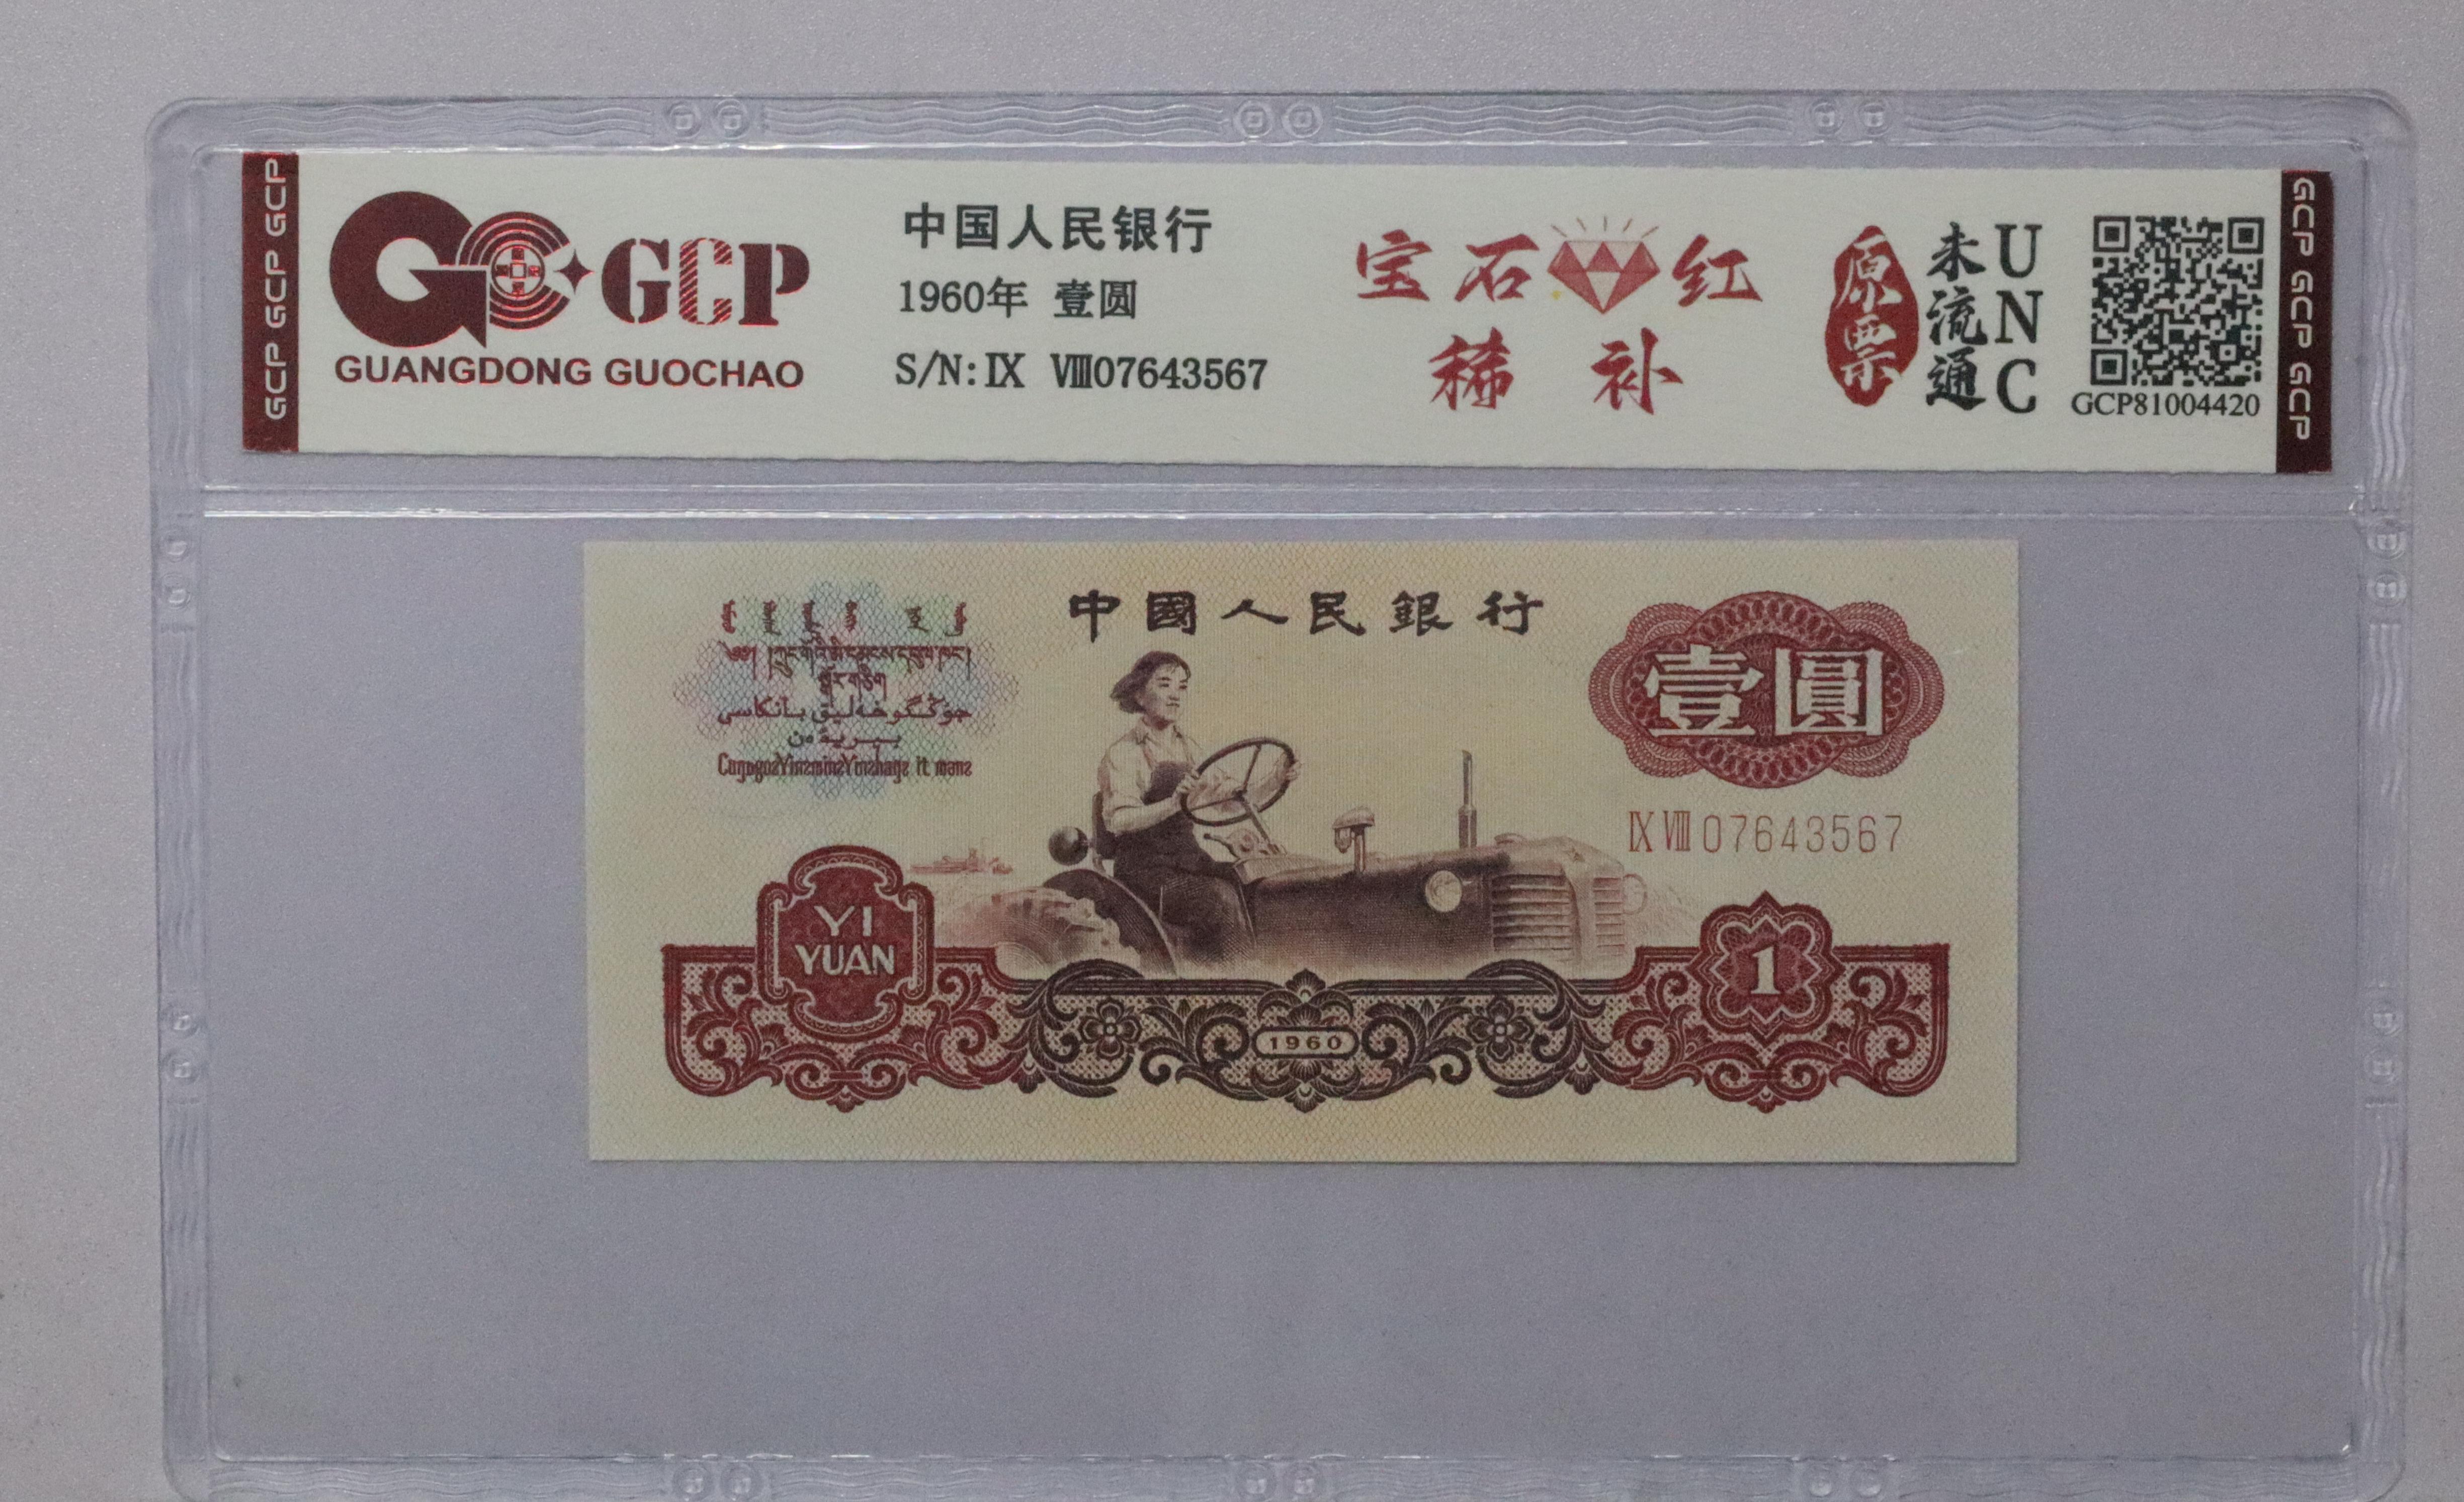 GCP GCP GCP
GCP
GUANGDONG GUOCHAO
中国人民银行
1960年 壹圆
S/N: IX VIII07643567
宝石红
稀补
原票
未流通
UNC
GCP81004420
GCP GCP GCP
中國人民銀行
壹圓
IX VIII 07643567
YI
YUAN
1960
1